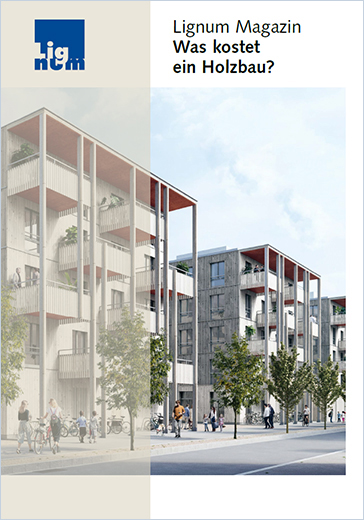 Lig
num
Lignum Magazin
Was kostet
ein Holzbau?